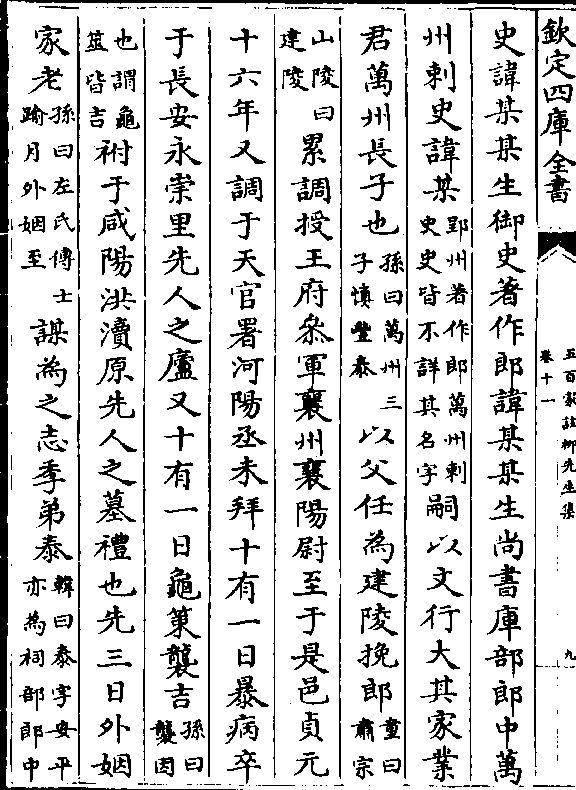 欽定四庫全書
五百家註柳先生集
卷十一
九
史諱某某生御史著作郎諱某某生尚書庫部郎中萬
州刺史諱某郢州著作郎萬州刺史史皆不詳其名字嗣以文行大其家業
君萬州長子也孫曰萬州三子慎豐泰以父任為建陵挽郎童曰肅宗
山陵曰建陵累調授王府叅軍襄州襄陽尉至于是邑貞元
十六年又調于天官署河陽丞未拜十有一日暴病卒
于長安永崇里先人之廬又十有一日龜策襲吉孫曰襲因
也謂龜筮皆吉祔于咸陽洪瀆原先人之墓禮也先三日外姻
家老孫曰左氏傳士踰月外姻至謀為之志季弟泰韓曰泰字安平亦為祠部郎中